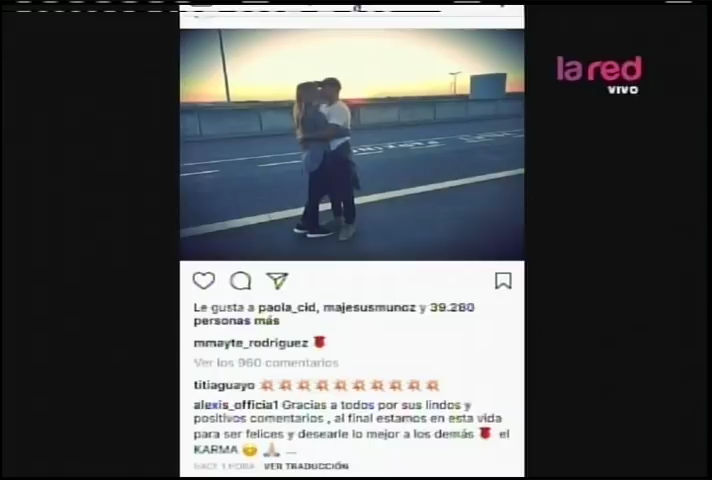 la red
VIVO
Le gusta a paola_cid, majesusmunoz y 39.280
personas más
mmayte_rodriguez
Ver los 960 comentarios
titiaguayo
alexis_officia1 Gracias a todos por sus lindos y
positivos comentarios , al final estamos en esta vida
para ser felices y desearle lo mejor a los demás 🌹 el
KARMA 😊 🙏🏻 ...
HACE 1 HORA VER TRADUCCIÓN